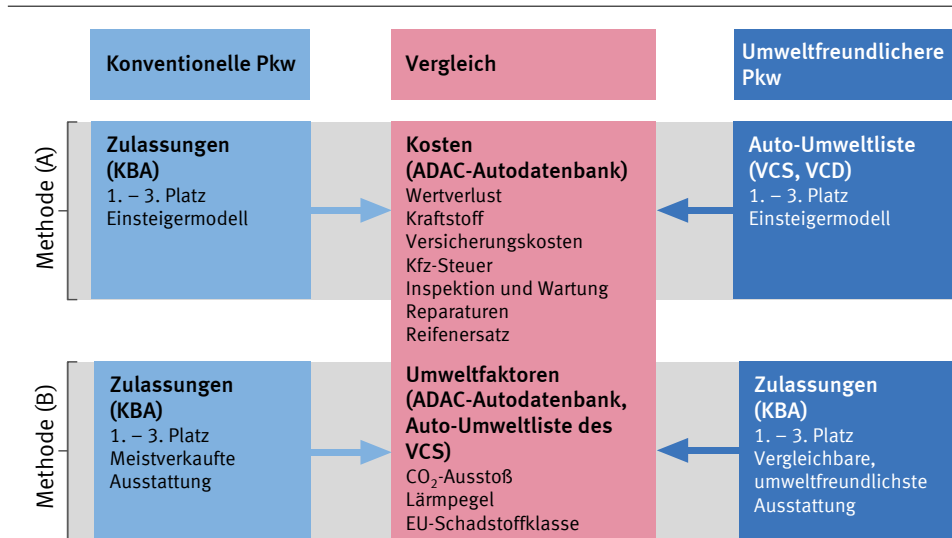 Konventionelle Pkw
Vergleich
Umweltfreundlichere
Pkw
Methode (A)
Zulassungen
(KBA)
1. – 3. Platz
Einsteigermodell
Kosten
(ADAC-Autodatenbank)
Wertverlust
Kraftstoff
Versicherungskosten
Kfz-Steuer
Inspektion und Wartung
Reparaturen
Reifenersatz
Auto-Umweltliste
(VCS, VCD)
1. – 3. Platz
Einsteigermodell
Methode (B)
Zulassungen
(KBA)
1. – 3. Platz
Meistverkaufte
Ausstattung
Umweltfaktoren
(ADAC-Autodatenbank,
Auto-Umweltliste des
VCS)
CO₂-Ausstoß
Lärmpegel
EU-Schadstoffklasse
Zulassungen
(KBA)
1. – 3. Platz
Vergleichbare,
umweltfreundlichste
Ausstattung